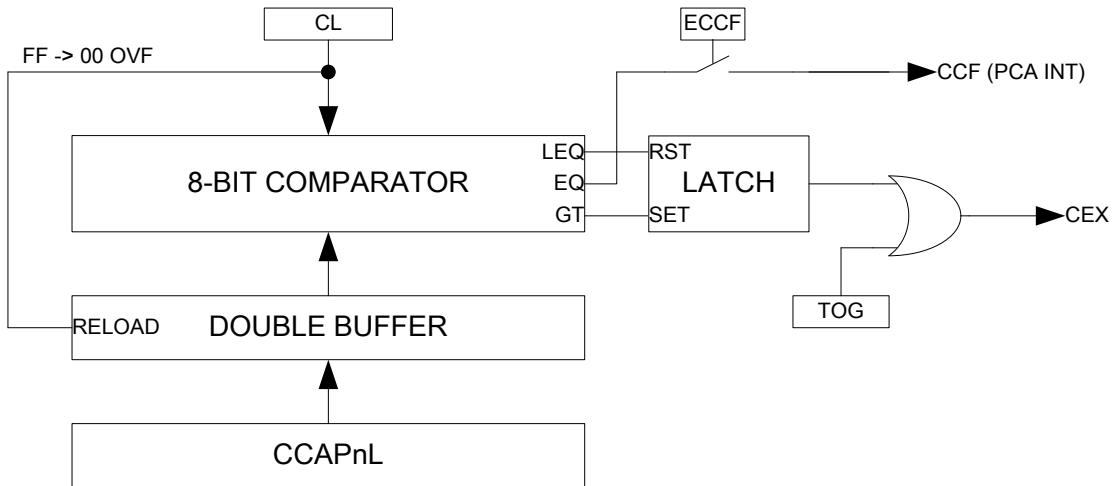 CL
ECCF
FF -> 00 OVF
CCF (PCA INT)
LEQ
RST
8-BIT COMPARATOR
EQ
LATCH
GT
SET
CEX
RELOAD
DOUBLE BUFFER
TOG
CCAPnL